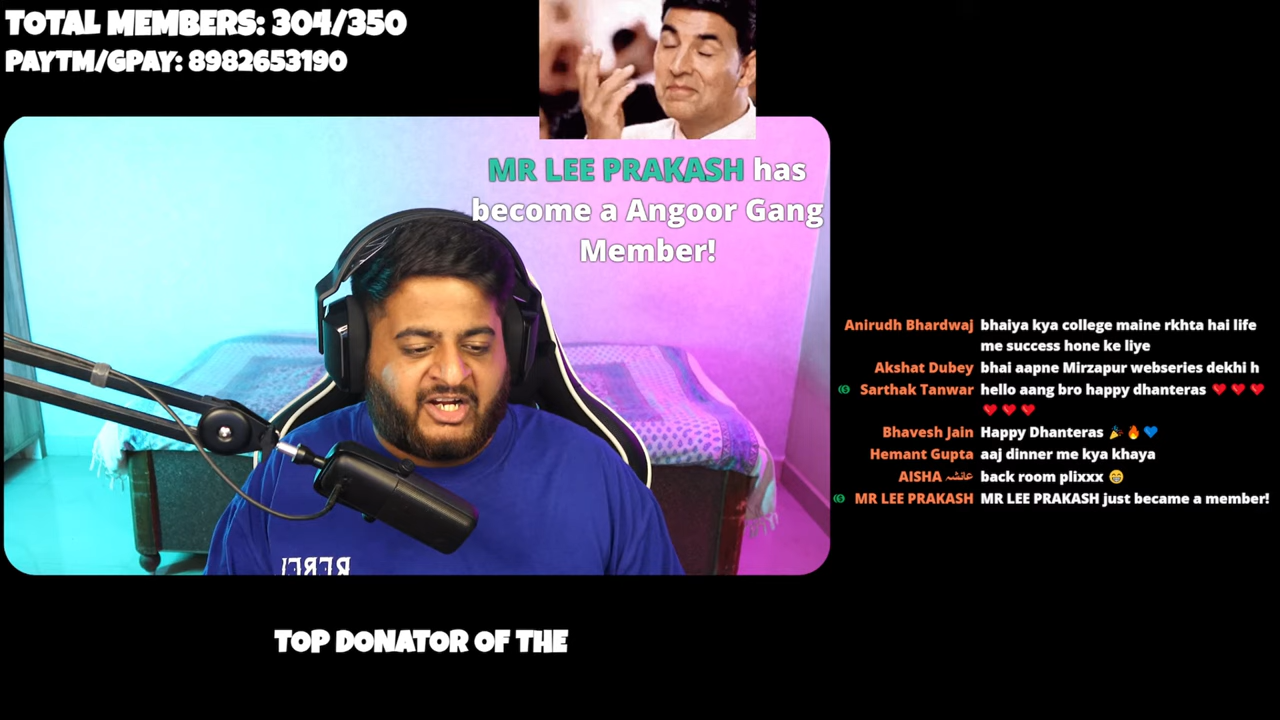 TOTAL MEMBERS: 304/350
PAYTM/GPAY: 8982653190
MR LEE PRAKASH has
become a Angoor Gang
Member!
Anirudh Bhardwaj bhaiya kya college maine rkhta hai life
me success hone ke liye
Akshat Dubey bhai aapne Mirzapur webseries dekhi h
Sarthak Tanwar hello aang bro happy dhanteras ❤️ ❤️ ❤️
❤️ ❤️ ❤️
Bhavesh Jain Happy Dhanteras 🎉🔥💙
Hemant Gupta aaj dinner me kya khaya
AISHA عائشہ back room plixxx 😁
MR LEE PRAKASH MR LEE PRAKASH just became a member!
TOP DONATOR OF THE